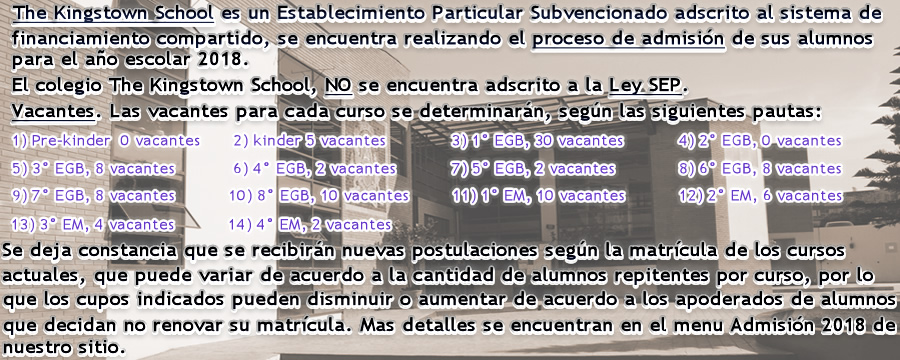 The Kingstown School es un Establecimiento Particular Subvencionado adscrito al sistema de
financiamiento compartido, se encuentra realizando el proceso de admisión de sus alumnos
para el año escolar 2018.
El colegio The Kingstown School, NO se encuentra adscrito a la Ley SEP.
Vacantes. Las vacantes para cada curso se determinarán, según las siguientes pautas:
1) Pre-kinder 0 vacantes 2) kinder 5 vacantes 3) 1° EGB, 30 vacantes 4) 2° EGB, 0 vacantes
5) 3° EGB, 8 vacantes 6) 4° EGB, 2 vacantes 7) 5° EGB, 2 vacantes 8) 6° EGB, 8 vacantes
9) 7° EGB, 8 vacantes 10) 8° EGB, 10 vacantes 11) 1° EM, 10 vacantes 12) 2° EM, 6 vacantes
13) 3° EM, 4 vacantes 14) 4° EM, 2 vacantes
Se deja constancia que se recibirán nuevas postulaciones según la matrícula de los cursos
actuales, que puede variar de acuerdo a la cantidad de alumnos repitentes por curso, por lo
que los cupos indicados pueden disminuir o aumentar de acuerdo a los apoderados de alumnos
que decidan no renovar su matrícula. Mas detalles se encuentran en el menu Admisión 2018 de
nuestro sitio.